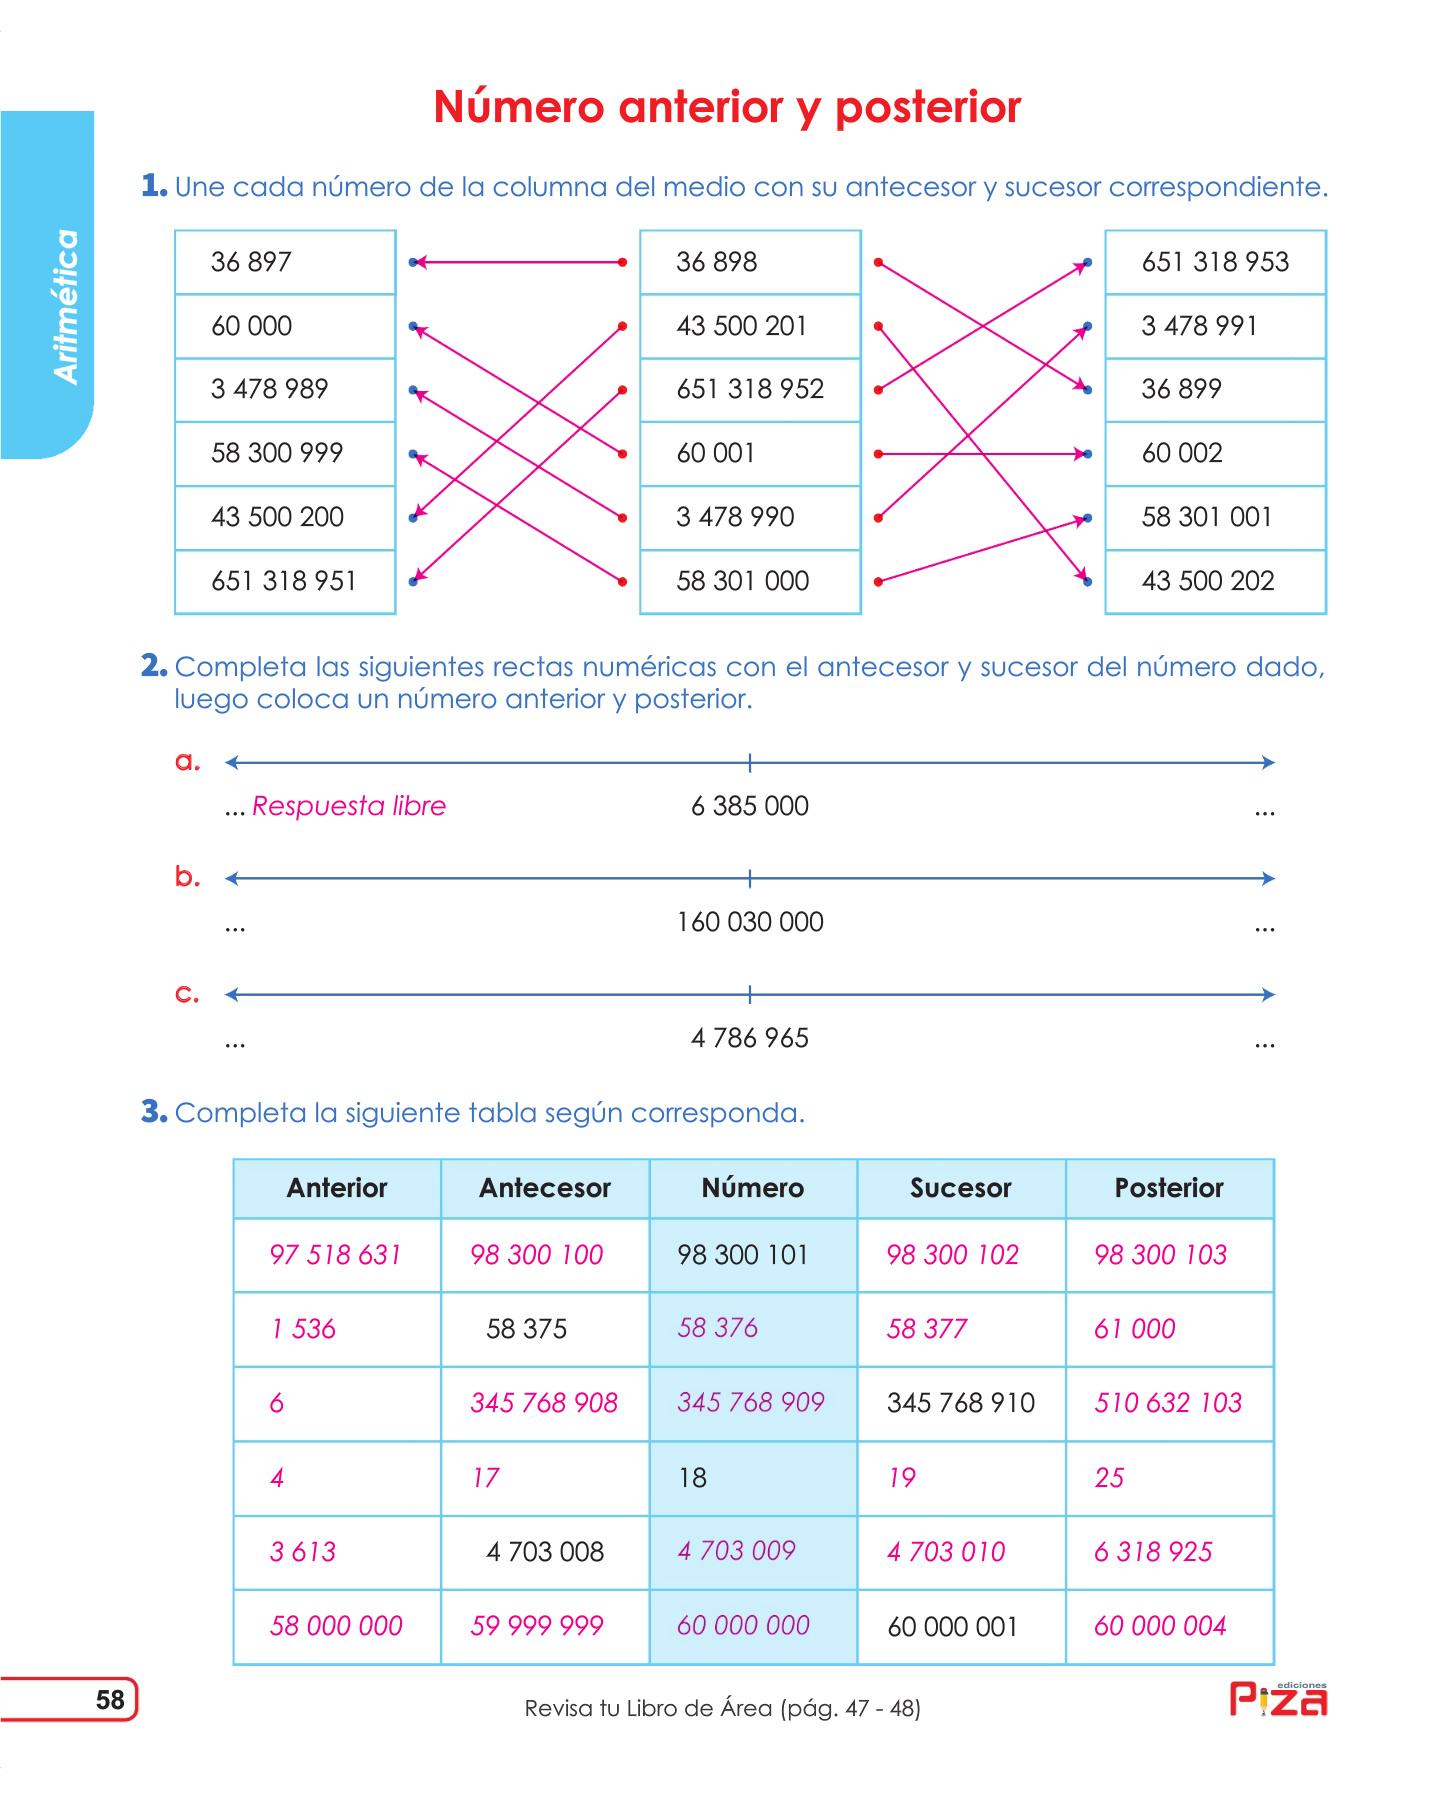 Número anterior y posterior
Aritmética
1. Une cada número de la columna del medio con su antecesor y sucesor correspondiente.
36 897 36 898 651 318 953
60 000 43 500 201 3 478 991
3 478 989 651 318 952 36 899
58 300 999 60 001 60 002
43 500 200 3 478 990 58 301 001
651 318 951 58 301 000 43 500 202
2. Completa las siguientes rectas numéricas con el antecesor y sucesor del número dado,
luego coloca un número anterior y posterior.
a.
... Respuesta libre 6 385 000 ...
b.
... 160 030 000 ...
c.
... 4 786 965 ...
3. Completa la siguiente tabla según corresponda.
Anterior Antecesor Número Sucesor Posterior
97 518 631 98 300 100 98 300 101 98 300 102 98 300 103
1 536 58 375 58 376 58 377 61 000
6 345 768 908 345 768 909 345 768 910 510 632 103
4 17 18 19 25
3 613 4 703 008 4 703 009 4 703 010 6 318 925
58 000 000 59 999 999 60 000 000 60 000 001 60 000 004
58
Revisa tu Libro de Área (pág. 47 - 48)
ediciones
Piza